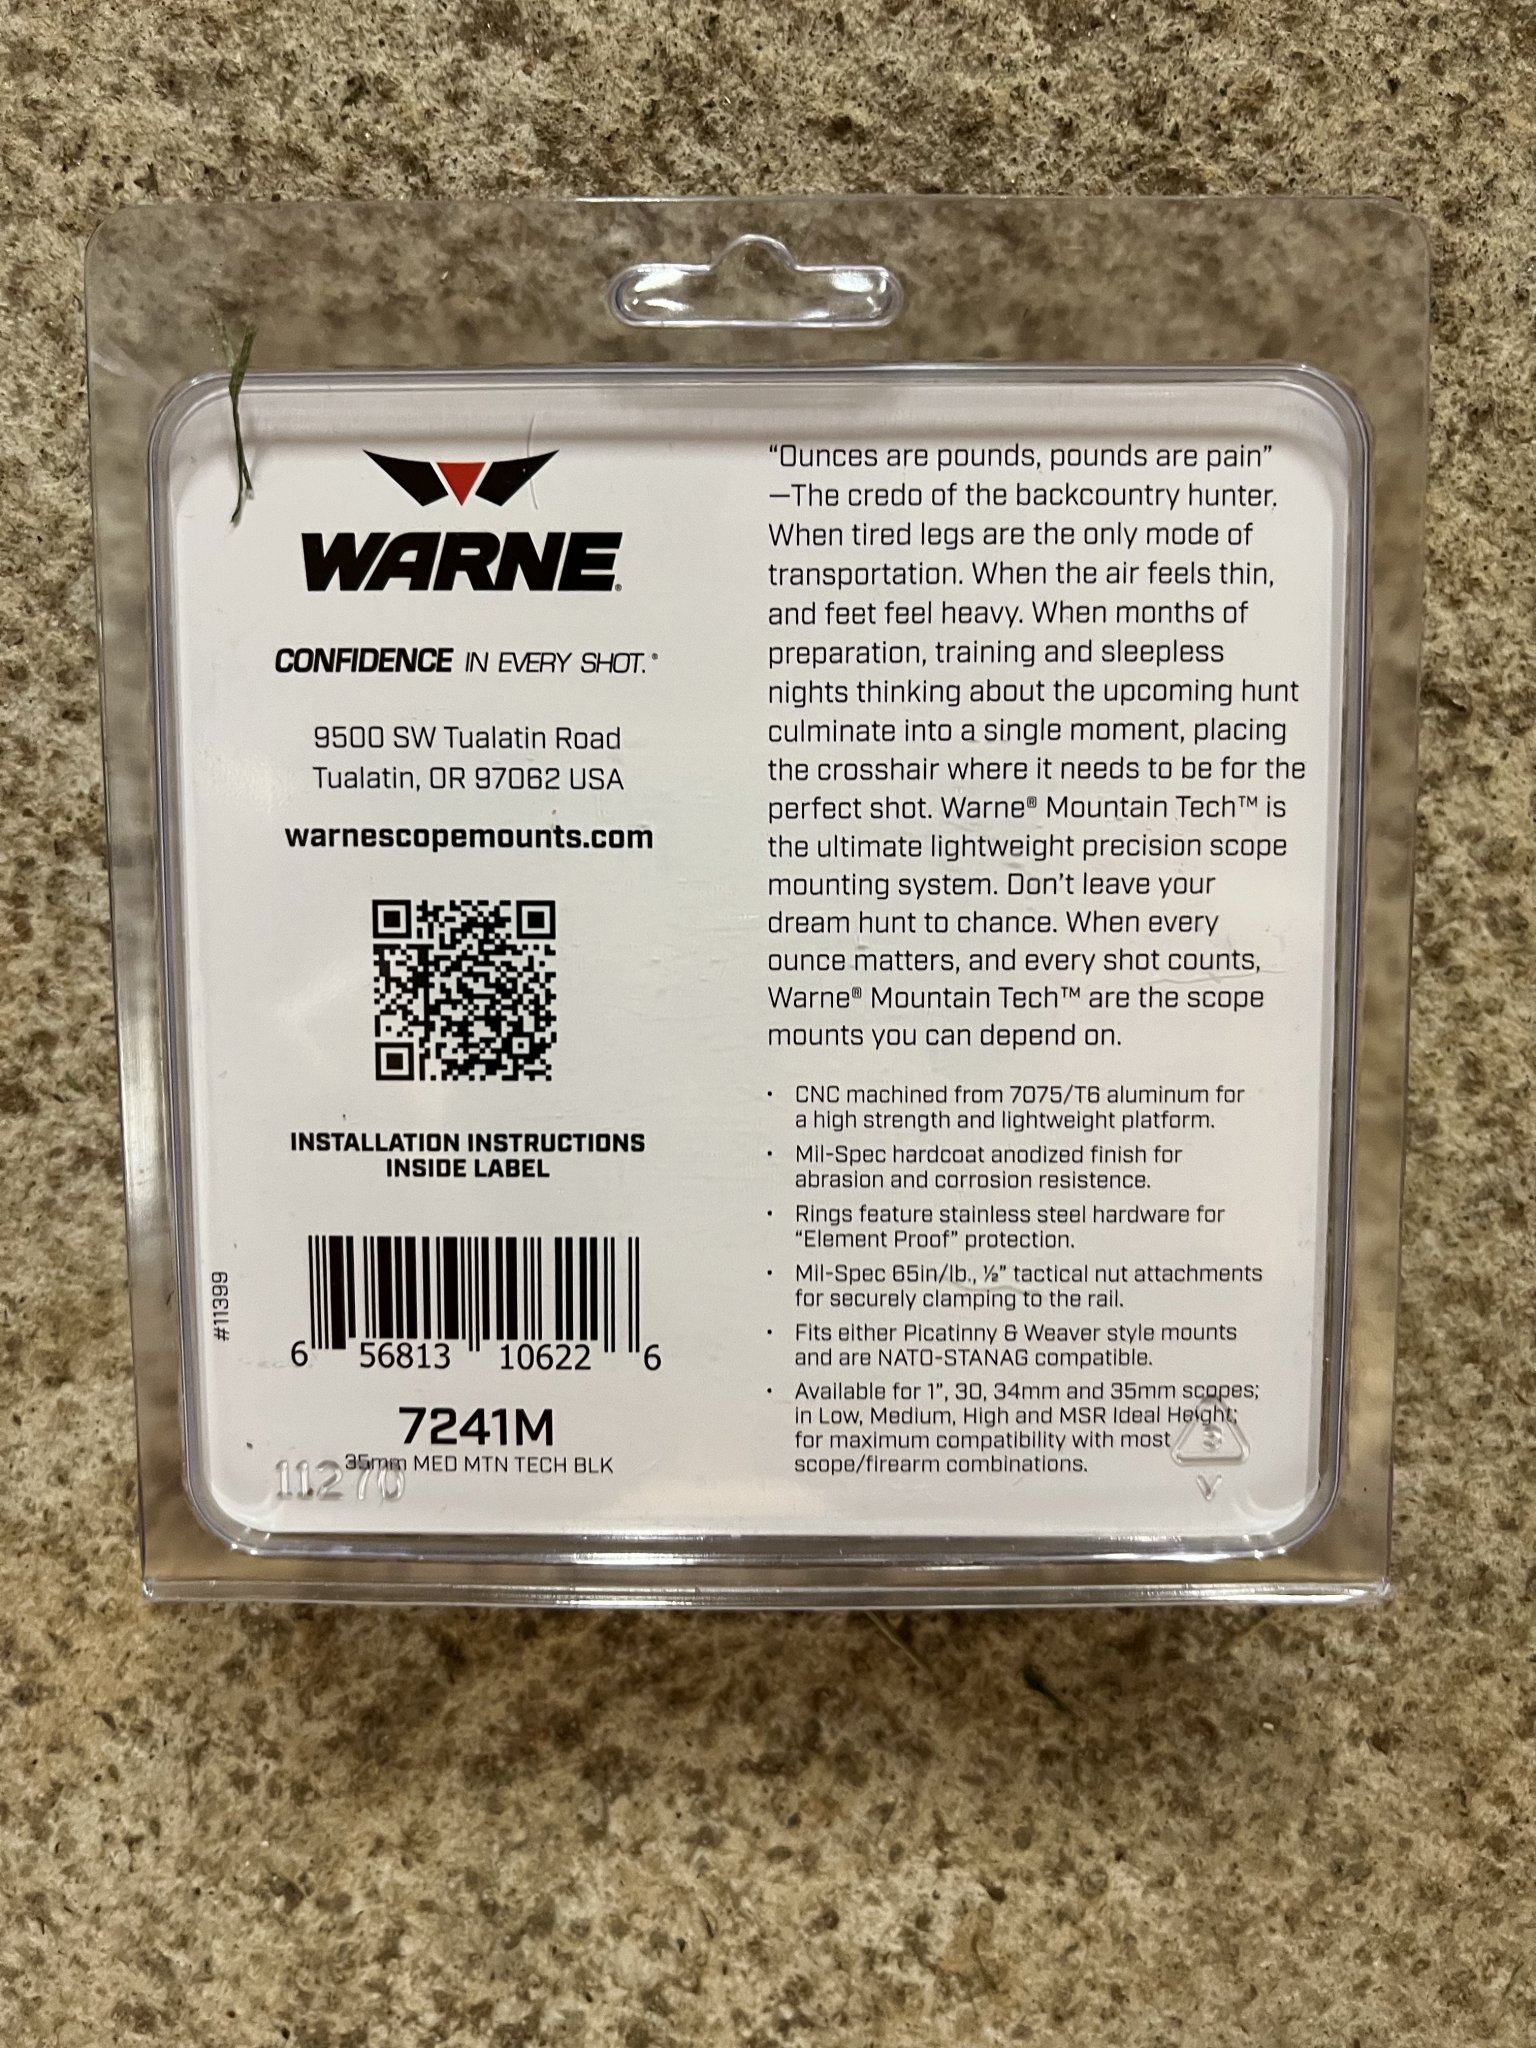 WARNE®
CONFIDENCE IN EVERY SHOT.®
9500 SW Tualatin Road
Tualatin, OR 97062 USA
warnescopemounts.com
INSTALLATION INSTRUCTIONS
INSIDE LABEL
#1399
6 56813 10622 6
7241M
35mm MED MTN TECH BLK
11270
“Ounces are pounds, pounds are pain”
—The credo of the backcountry hunter.
When tired legs are the only mode of
transportation. When the air feels thin,
and feet feel heavy. When months of
preparation, training and sleepless
nights thinking about the upcoming hunt
culminate into a single moment, placing
the crosshair where it needs to be for the
perfect shot. Warne® Mountain Tech™ is
the ultimate lightweight precision scope
mounting system. Don’t leave your
dream hunt to chance. When every
ounce matters, and every shot counts,
Warne® Mountain Tech™ are the scope
mounts you can depend on.
• CNC machined from 7075/T6 aluminum for
a high strength and lightweight platform.
• Mil-Spec hardcoat anodized finish for
abrasion and corrosion resistence.
• Rings feature stainless steel hardware for
“Element Proof” protection.
• Mil-Spec 65in/lb., ½” tactical nut attachments
for securely clamping to the rail.
• Fits either Picatinny & Weaver style mounts
and are NATO-STANAG compatible.
• Available for 1”, 30, 34mm and 35mm scopes;
in Low, Medium, High and MSR Ideal Height;
for maximum compatibility with most
scope/firearm combinations.
3
V